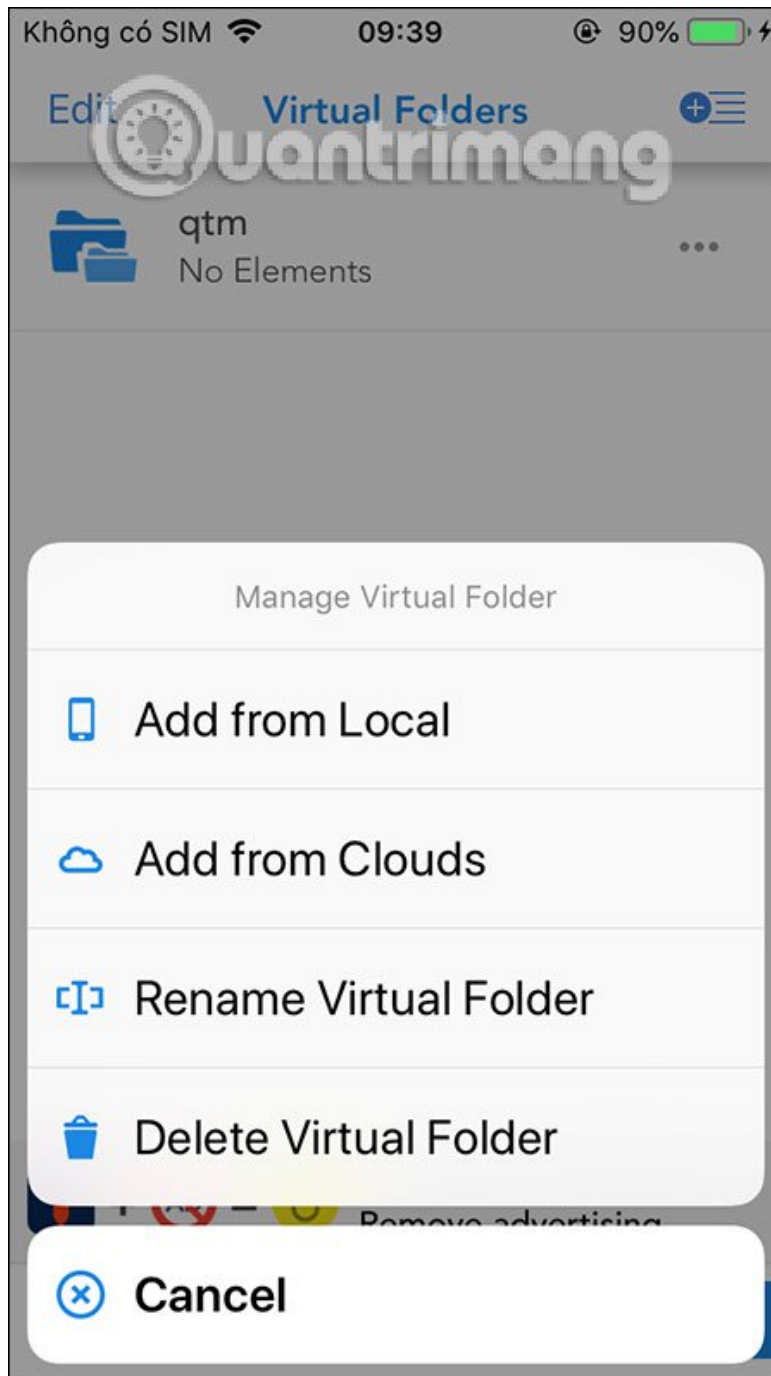 Không có SIM 09:39 90%
Edit Virtual Folders
Quantrimang
qtm
No Elements
Manage Virtual Folder
Add from Local
Add from Clouds
Rename Virtual Folder
Delete Virtual Folder
Remove advertising
Cancel